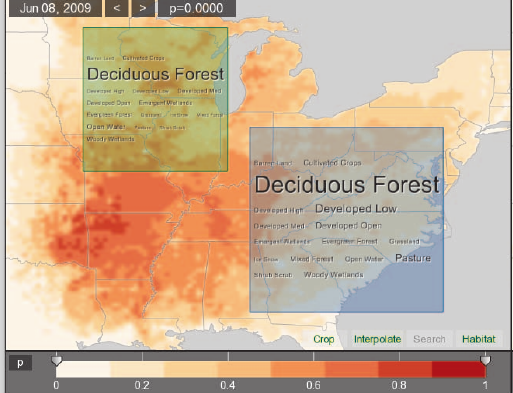 Jun 08, 2009 < > p=0.0000
Barren Land Cultivated Crops
Deciduous Forest
Developed High Developed Low Developed Med
Developed Open Emergent Wetlands
Evergreen Forest Grassland Ice Snow Mixed Forest
Open Water Pasture Shrub Scrub
Woody Wetlands
Barren Land Cultivated Crops
Deciduous Forest
Developed High Developed Low
Developed Med Developed Open
Emergent Wetlands Evergreen Forest Grassland
Ice Snow Mixed Forest Open Water Pasture
Shrub Scrub Woody Wetlands
Crop Interpolate Search Habitat
p
0 0.2 0.4 0.6 0.8 1